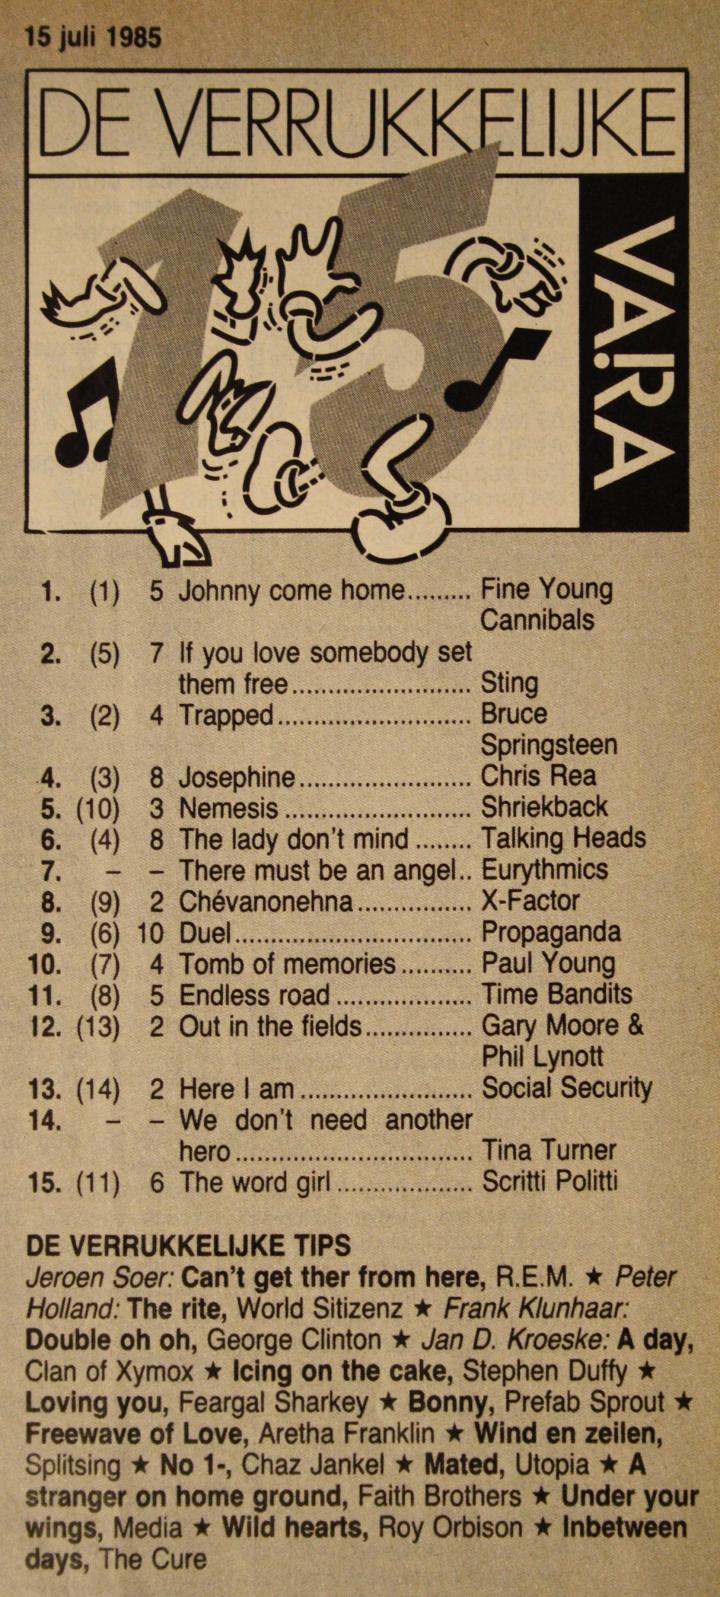 15 juli 1985
DE VERRUKKELIJKE
15
VARA
1. (1) 5 Johnny come home......... Fine Young
Cannibals
2. (5) 7 If you love somebody set
them free......................... Sting
3. (2) 4 Trapped........................... Bruce
Springsteen
4. (3) 8 Josephine........................ Chris Rea
5. (10) 3 Nemesis .......................... Shriekback
6. (4) 8 The lady don't mind ........ Talking Heads
7. – – There must be an angel.. Eurythmics
8. (9) 2 Chévanonehna................ X-Factor
9. (6) 10 Duel................................. Propaganda
10. (7) 4 Tomb of memories.......... Paul Young
11. (8) 5 Endless road ................... Time Bandits
12. (13) 2 Out in the fields............... Gary Moore &
Phil Lynott
13. (14) 2 Here I am ........................ Social Security
14. – – We don't need another
hero................................. Tina Turner
15. (11) 6 The word girl ................... Scritti Politti
DE VERRUKKELIJKE TIPS
Jeroen Soer: Can't get ther from here, R.E.M. ★ Peter
Holland: The rite, World Sitizenz ★ Frank Klunhaar:
Double oh oh, George Clinton ★ Jan D. Kroeske: A day,
Clan of Xymox ★ Icing on the cake, Stephen Duffy ★
Loving you, Feargal Sharkey ★ Bonny, Prefab Sprout ★
Freewave of Love, Aretha Franklin ★ Wind en zeilen,
Splitsing ★ No 1-, Chaz Jankel ★ Mated, Utopia ★ A
stranger on home ground, Faith Brothers ★ Under your
wings, Media ★ Wild hearts, Roy Orbison ★ Inbetween
days, The Cure